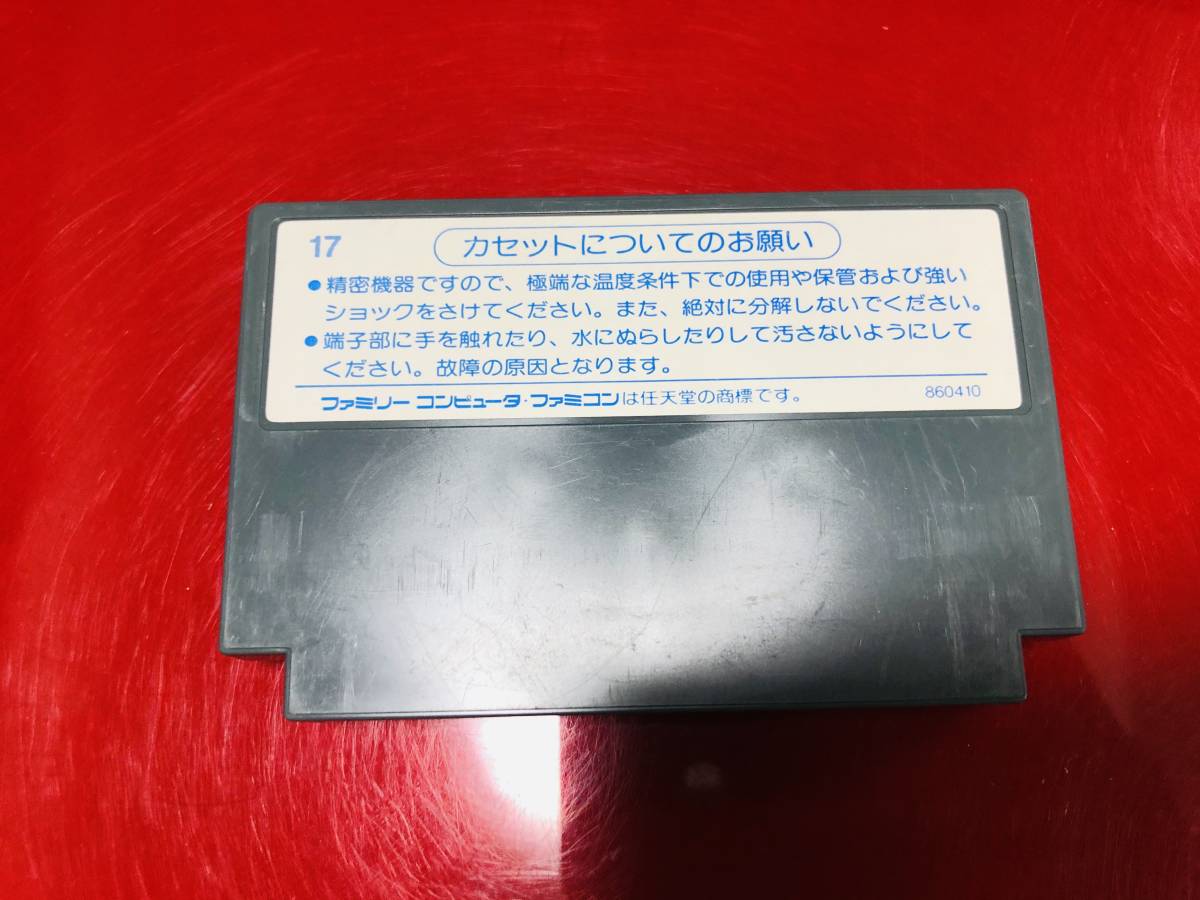 17
カセットについてのお願い
●精密機器ですので、極端な温度条件下での使用や保管および強い
ショックをさけてください。また、絶対に分解しないでください。
●端子部に手を触れたり、水にぬらしたりして汚さないようにして
ください。故障の原因となります。
ファミリー コンピュータ・ファミコンは任天堂の商標です。
860410